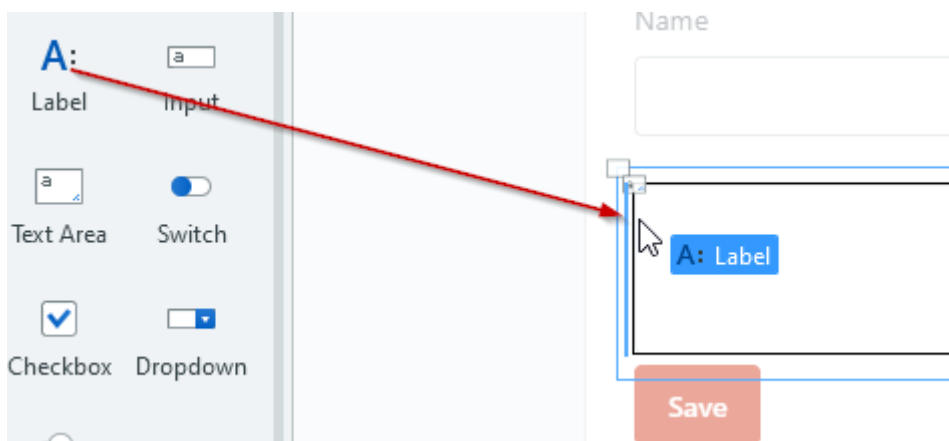 Name
A:
a
Label
Input
a
Text Area
Switch
A: Label
Checkbox
Dropdown
Save